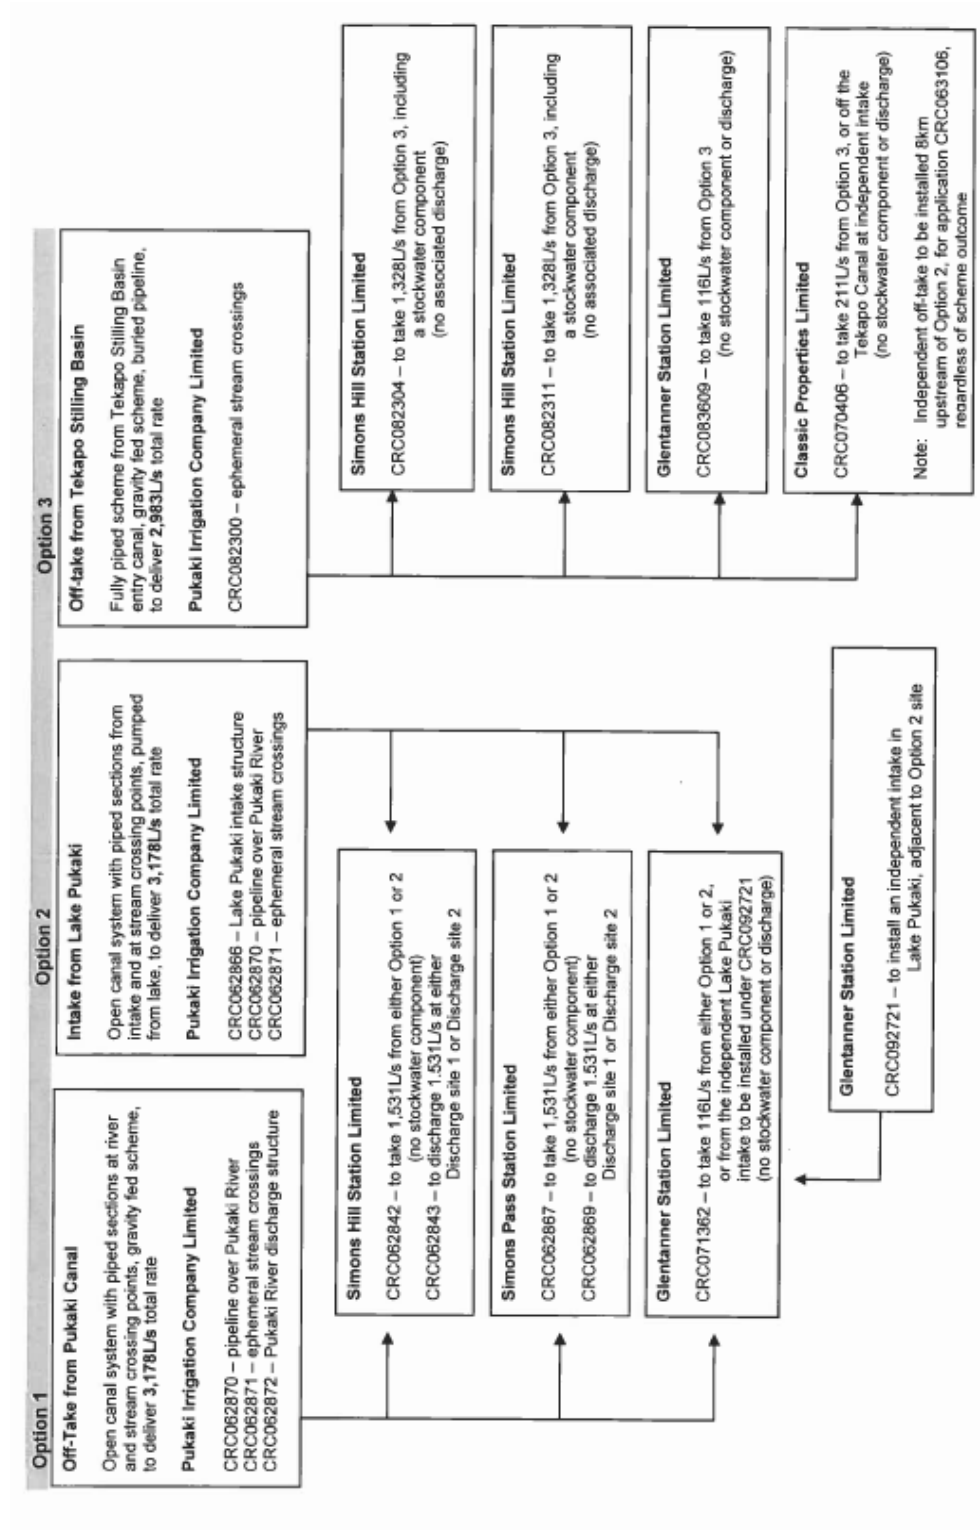 Option 1
Off-Take from Pukaki Canal
Open canal system with piped sections at river
and stream crossing points, gravity fed scheme,
to deliver 3,178L/s total rate
Pukaki Irrigation Company Limited
CRC062870 – pipeline over Pukaki River
CRC062871 – ephemeral stream crossings
CRC062872 – Pukaki River discharge structure
Option 2
Intake from Lake Pukaki
Open canal system with piped sections from
intake and at stream crossing points, pumped
from lake, to deliver 3,178L/s total rate
Pukaki Irrigation Company Limited
CRC062866 – Lake Pukaki intake structure
CRC062870 – pipeline over Pukaki River
CRC062871 – ephemeral stream crossings
Option 3
Off-take from Tekapo Stilling Basin
Fully piped scheme from Tekapo Stilling Basin
entry canal, gravity fed scheme, buried pipeline,
to deliver 2,983L/s total rate
Pukaki Irrigation Company Limited
CRC082300 – ephemeral stream crossings
Simons Hill Station Limited
CRC062842 – to take 1,531L/s from either Option 1 or 2
(no stockwater component)
CRC062843 – to discharge 1.531L/s at either
Discharge site 1 or Discharge site 2
Simons Pass Station Limited
CRC062867 – to take 1,531L/s from either Option 1 or 2
(no stockwater component)
CRC062869 – to discharge 1.531L/s at either
Discharge site 1 or Discharge site 2
Glentanner Station Limited
CRC071362 – to take 116L/s from either Option 1 or 2,
or from the independent Lake Pukaki
intake to be installed under CRC092721
(no stockwater component or discharge)
Glentanner Station Limited
CRC092721 – to install an independent intake in
Lake Pukaki, adjacent to Option 2 site
Simons Hill Station Limited
CRC082304 – to take 1,328L/s from Option 3, including
a stockwater component
(no associated discharge)
Simons Hill Station Limited
CRC082311 – to take 1,328L/s from Option 3, including
a stockwater component
(no associated discharge)
Glentanner Station Limited
CRC083609 – to take 116L/s from Option 3
(no stockwater component or discharge)
Classic Properties Limited
CRC070406 – to take 211L/s from Option 3, or off the
Tekapo Canal at independent intake
(no stockwater component or discharge)
Note: Independent off-take to be installed 8km
upstream of Option 2, for application CRC063106,
regardless of scheme outcome